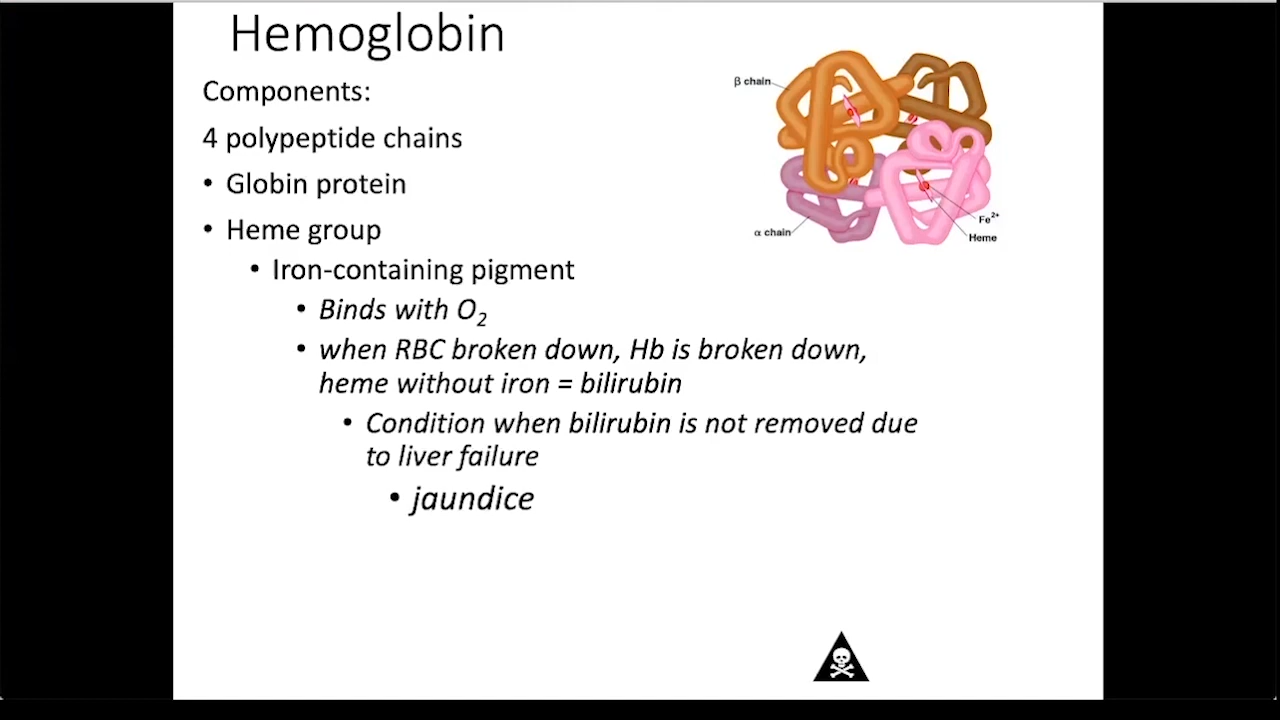 Hemoglobin
Components:
4 polypeptide chains
• Globin protein
• Heme group
• Iron-containing pigment
• Binds with O₂
• when RBC broken down, Hb is broken down,
heme without iron = bilirubin
• Condition when bilirubin is not removed due
to liver failure
• jaundice
β chain
α chain
Fe²⁺
Heme